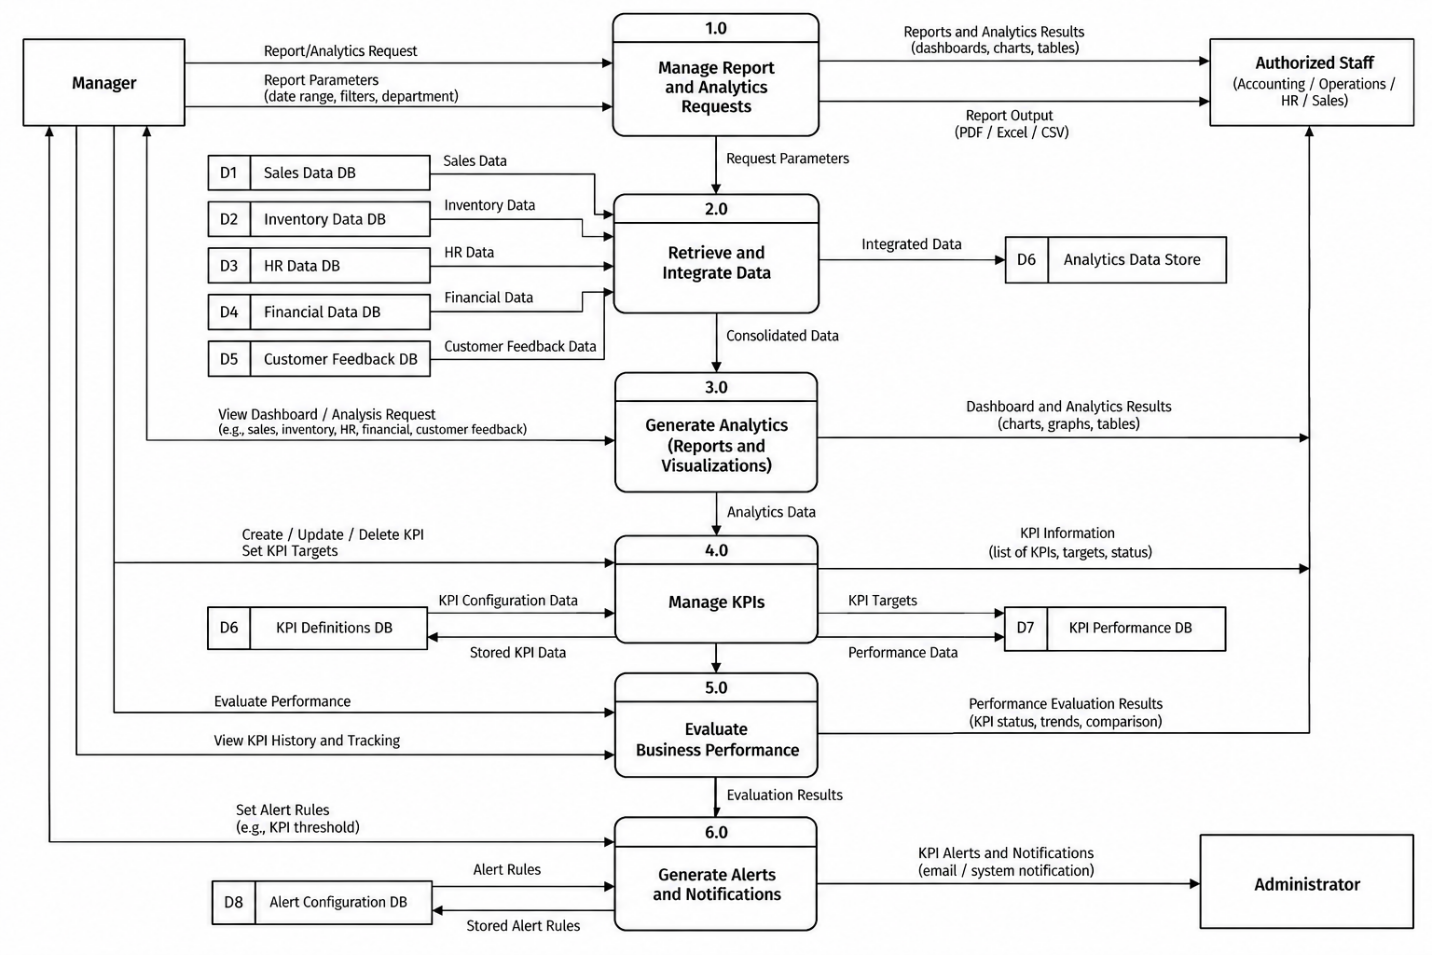 1.0
Manage Report
and Analytics
Requests
Manager
Report/Analytics Request
Report Parameters
(date range, filters, department)
Reports and Analytics Results
(dashboards, charts, tables)
Report Output
(PDF / Excel / CSV)
Authorized Staff
(Accounting / Operations /
HR / Sales)
Request Parameters
D1 Sales Data DB
Sales Data
D2 Inventory Data DB
Inventory Data
D3 HR Data DB
HR Data
D4 Financial Data DB
Financial Data
D5 Customer Feedback DB
Customer Feedback Data
2.0
Retrieve and
Integrate Data
Integrated Data
D6 Analytics Data Store
Consolidated Data
View Dashboard / Analysis Request
(e.g., sales, inventory, HR, financial, customer feedback)
3.0
Generate Analytics
(Reports and
Visualizations)
Dashboard and Analytics Results
(charts, graphs, tables)
Analytics Data
Create / Update / Delete KPI
Set KPI Targets
4.0
Manage KPIs
KPI Information
(list of KPIs, targets, status)
KPI Configuration Data
D6 KPI Definitions DB
Stored KPI Data
KPI Targets
D7 KPI Performance DB
Performance Data
Evaluate Performance
View KPI History and Tracking
5.0
Evaluate
Business Performance
Performance Evaluation Results
(KPI status, trends, comparison)
Evaluation Results
Set Alert Rules
(e.g., KPI threshold)
6.0
Generate Alerts
and Notifications
Alert Rules
D8 Alert Configuration DB
Stored Alert Rules
KPI Alerts and Notifications
(email / system notification)
Administrator